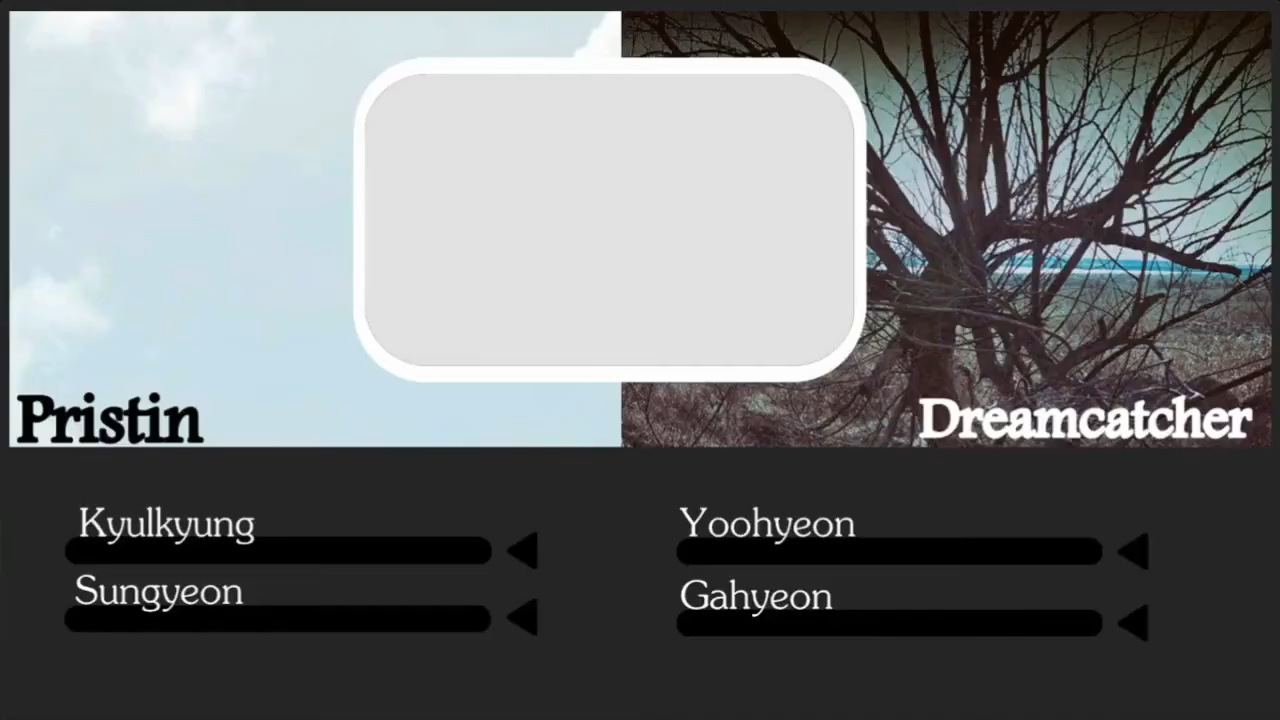 Pristin
Dreamcatcher
Kyulkyung
Sungyeon
Yoohyeon
Gahyeon